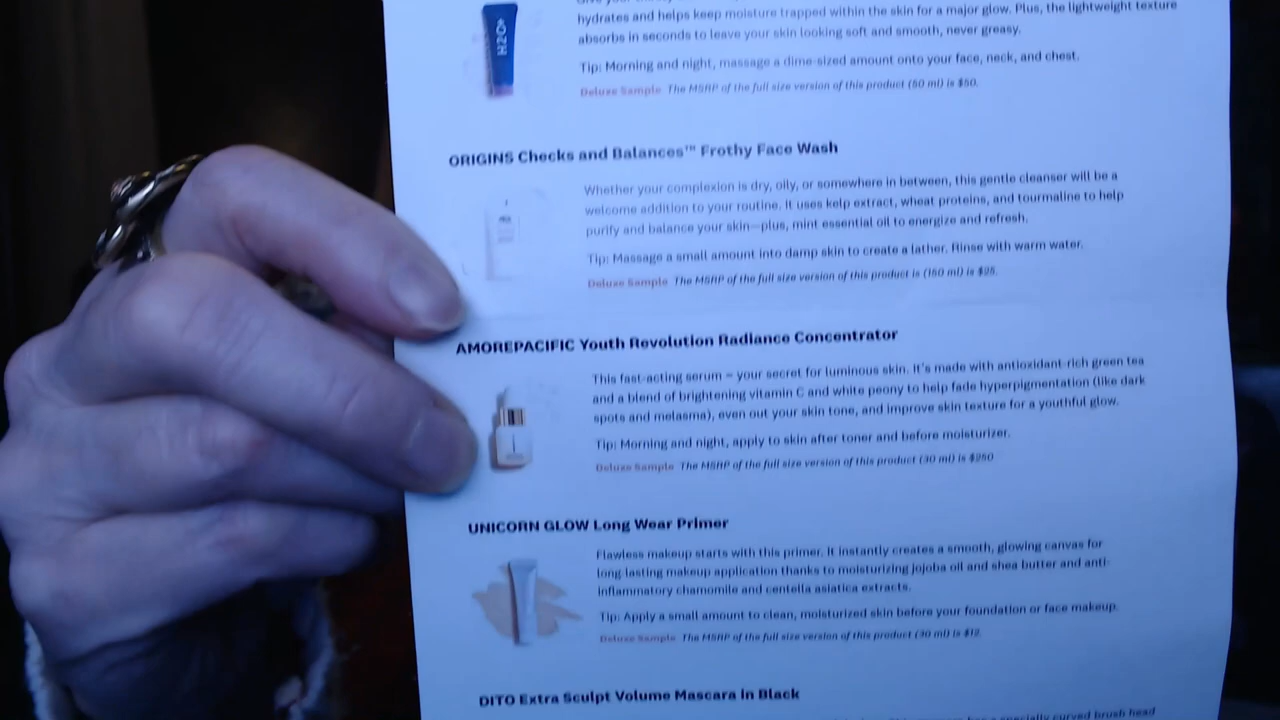 H2O+
hydrates and helps keep moisture trapped within the skin for a major glow. Plus, the lightweight texture
absorbs in seconds to leave your skin looking soft and smooth, never greasy.
Tip: Morning and night, massage a dime-sized amount onto your face, neck, and chest.
Deluxe Sample The MSRP of the full size version of this product (50 ml) is $50.
ORIGINS Checks and Balances™ Frothy Face Wash
Whether your complexion is dry, oily, or somewhere in between, this gentle cleanser will be a
welcome addition to your routine. It uses kelp extract, wheat proteins, and tourmaline to help
purify and balance your skin—plus, mint essential oil to energize and refresh.
Tip: Massage a small amount into damp skin to create a lather. Rinse with warm water.
Deluxe Sample The MSRP of the full size version of this product is (150 ml) is $25.
AMOREPACIFIC Youth Revolution Radiance Concentrator
This fast-acting serum – your secret for luminous skin. It's made with antioxidant rich green tea
and a blend of brightening vitamin C and white peony to help fade hyperpigmentation (like dark
spots and melasma), even out your skin tone, and improve skin texture for a youthful glow.
Tip: Morning and night, apply to skin after toner and before moisturizer.
Deluxe Sample The MSRP of the full size version of this product (30 ml) is $250
UNICORN GLOW Long Wear Primer
Flawless makeup starts with this primer. It instantly creates a smooth, glowing canvas for
long-lasting makeup application thanks to moisturizing jojoba oil and shea butter and anti-
inflammatory chamomile and centella asiatica extracts.
Tip: Apply a small amount to clean, moisturized skin before your foundation or face makeup.
Deluxe Sample The MSRP of the full size version of this product (30 ml) is $12.
DITO Extra Sculpt Volume Mascara in Black
has a specially curved brush head